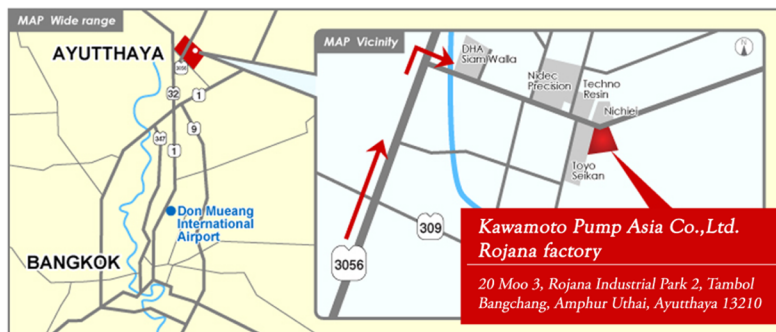 MAP Wide range
AYUTTHAYA
3056
32
1
347
9
1
Don Mueang
International
Airport
BANGKOK
MAP Vicinity
N
DHA
Siam Walla
Nidec
Precision
Techno
Resin
Nichiei
Toyo
Seikan
309
3056
Kawamoto Pump Asia Co.,Ltd.
Rojana factory
20 Moo 3, Rojana Industrial Park 2, Tambol
Bangchang, Amphur Uthai, Ayutthaya 13210